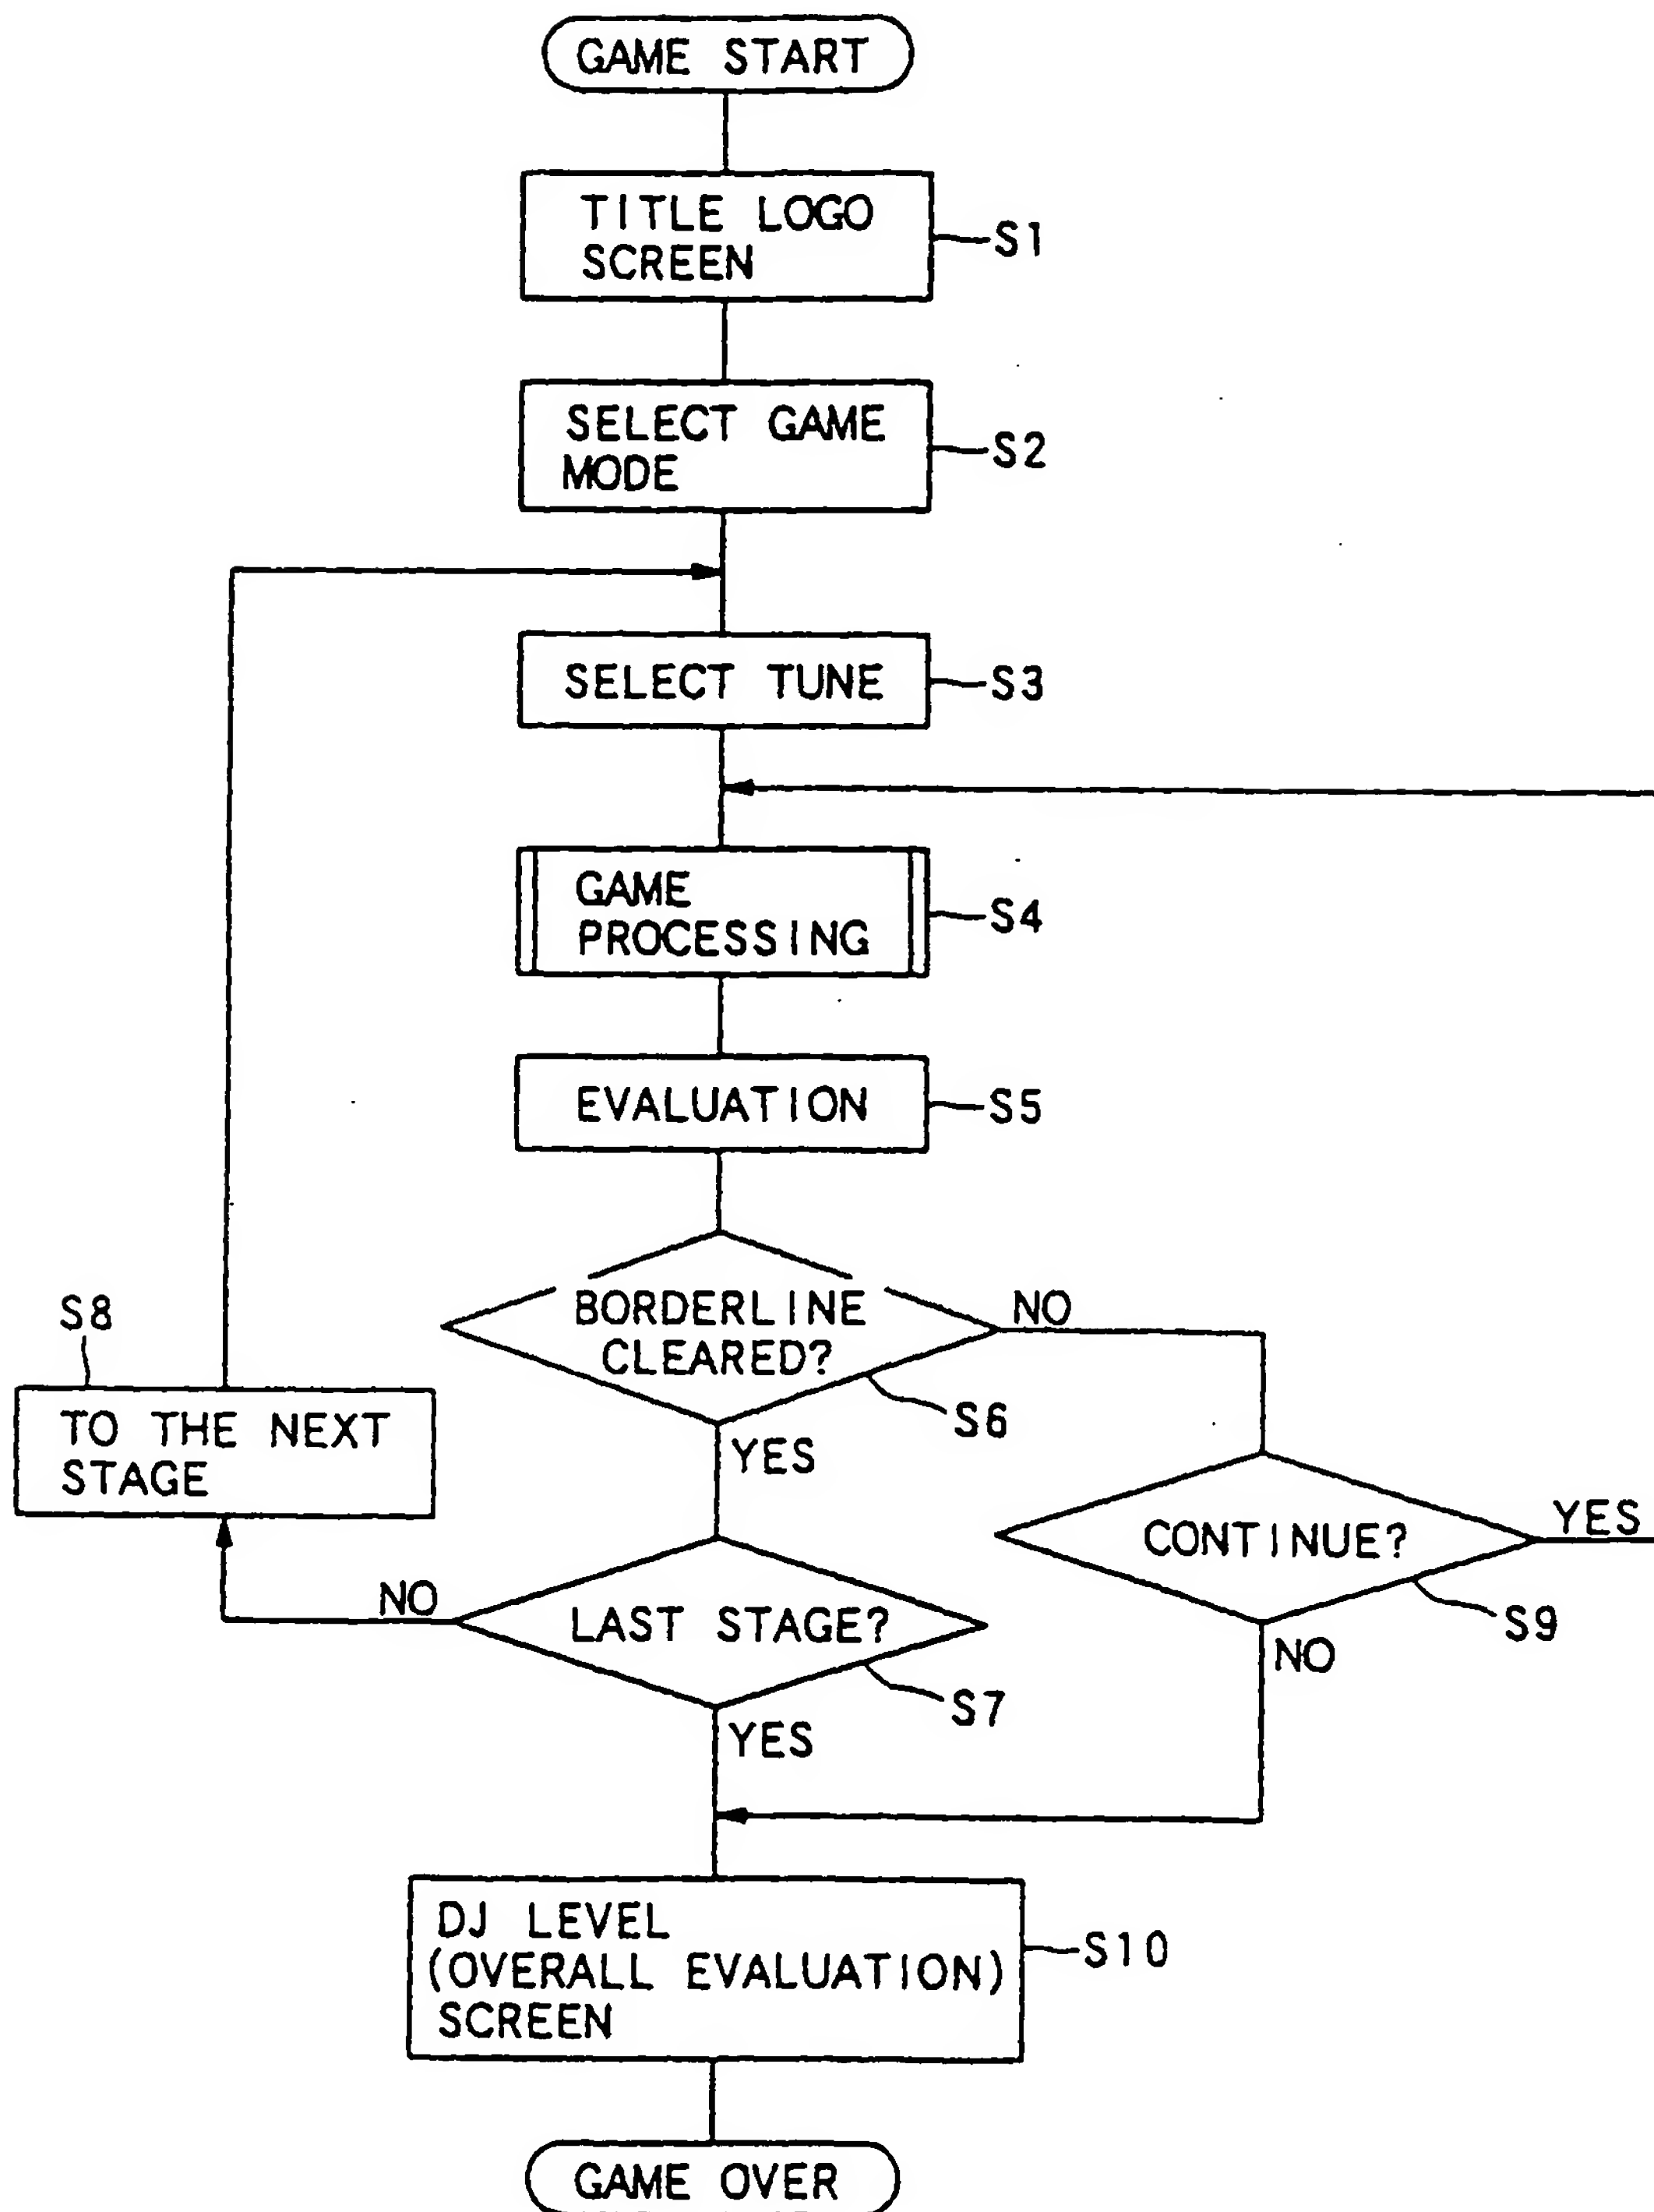 GAME START
TITLE LOGO
SCREEN
S1
SELECT GAME
MODE
S2
SELECT TUNE
S3
GAME
PROCESSING
S4
EVALUATION
S5
BORDERLINE
CLEARED?
NO
S6
YES
S8
TO THE NEXT
STAGE
CONTINUE?
YES
S9
NO
NO
LAST STAGE?
S7
YES
DJ LEVEL
(OVERALL EVALUATION)
SCREEN
S10
GAME OVER